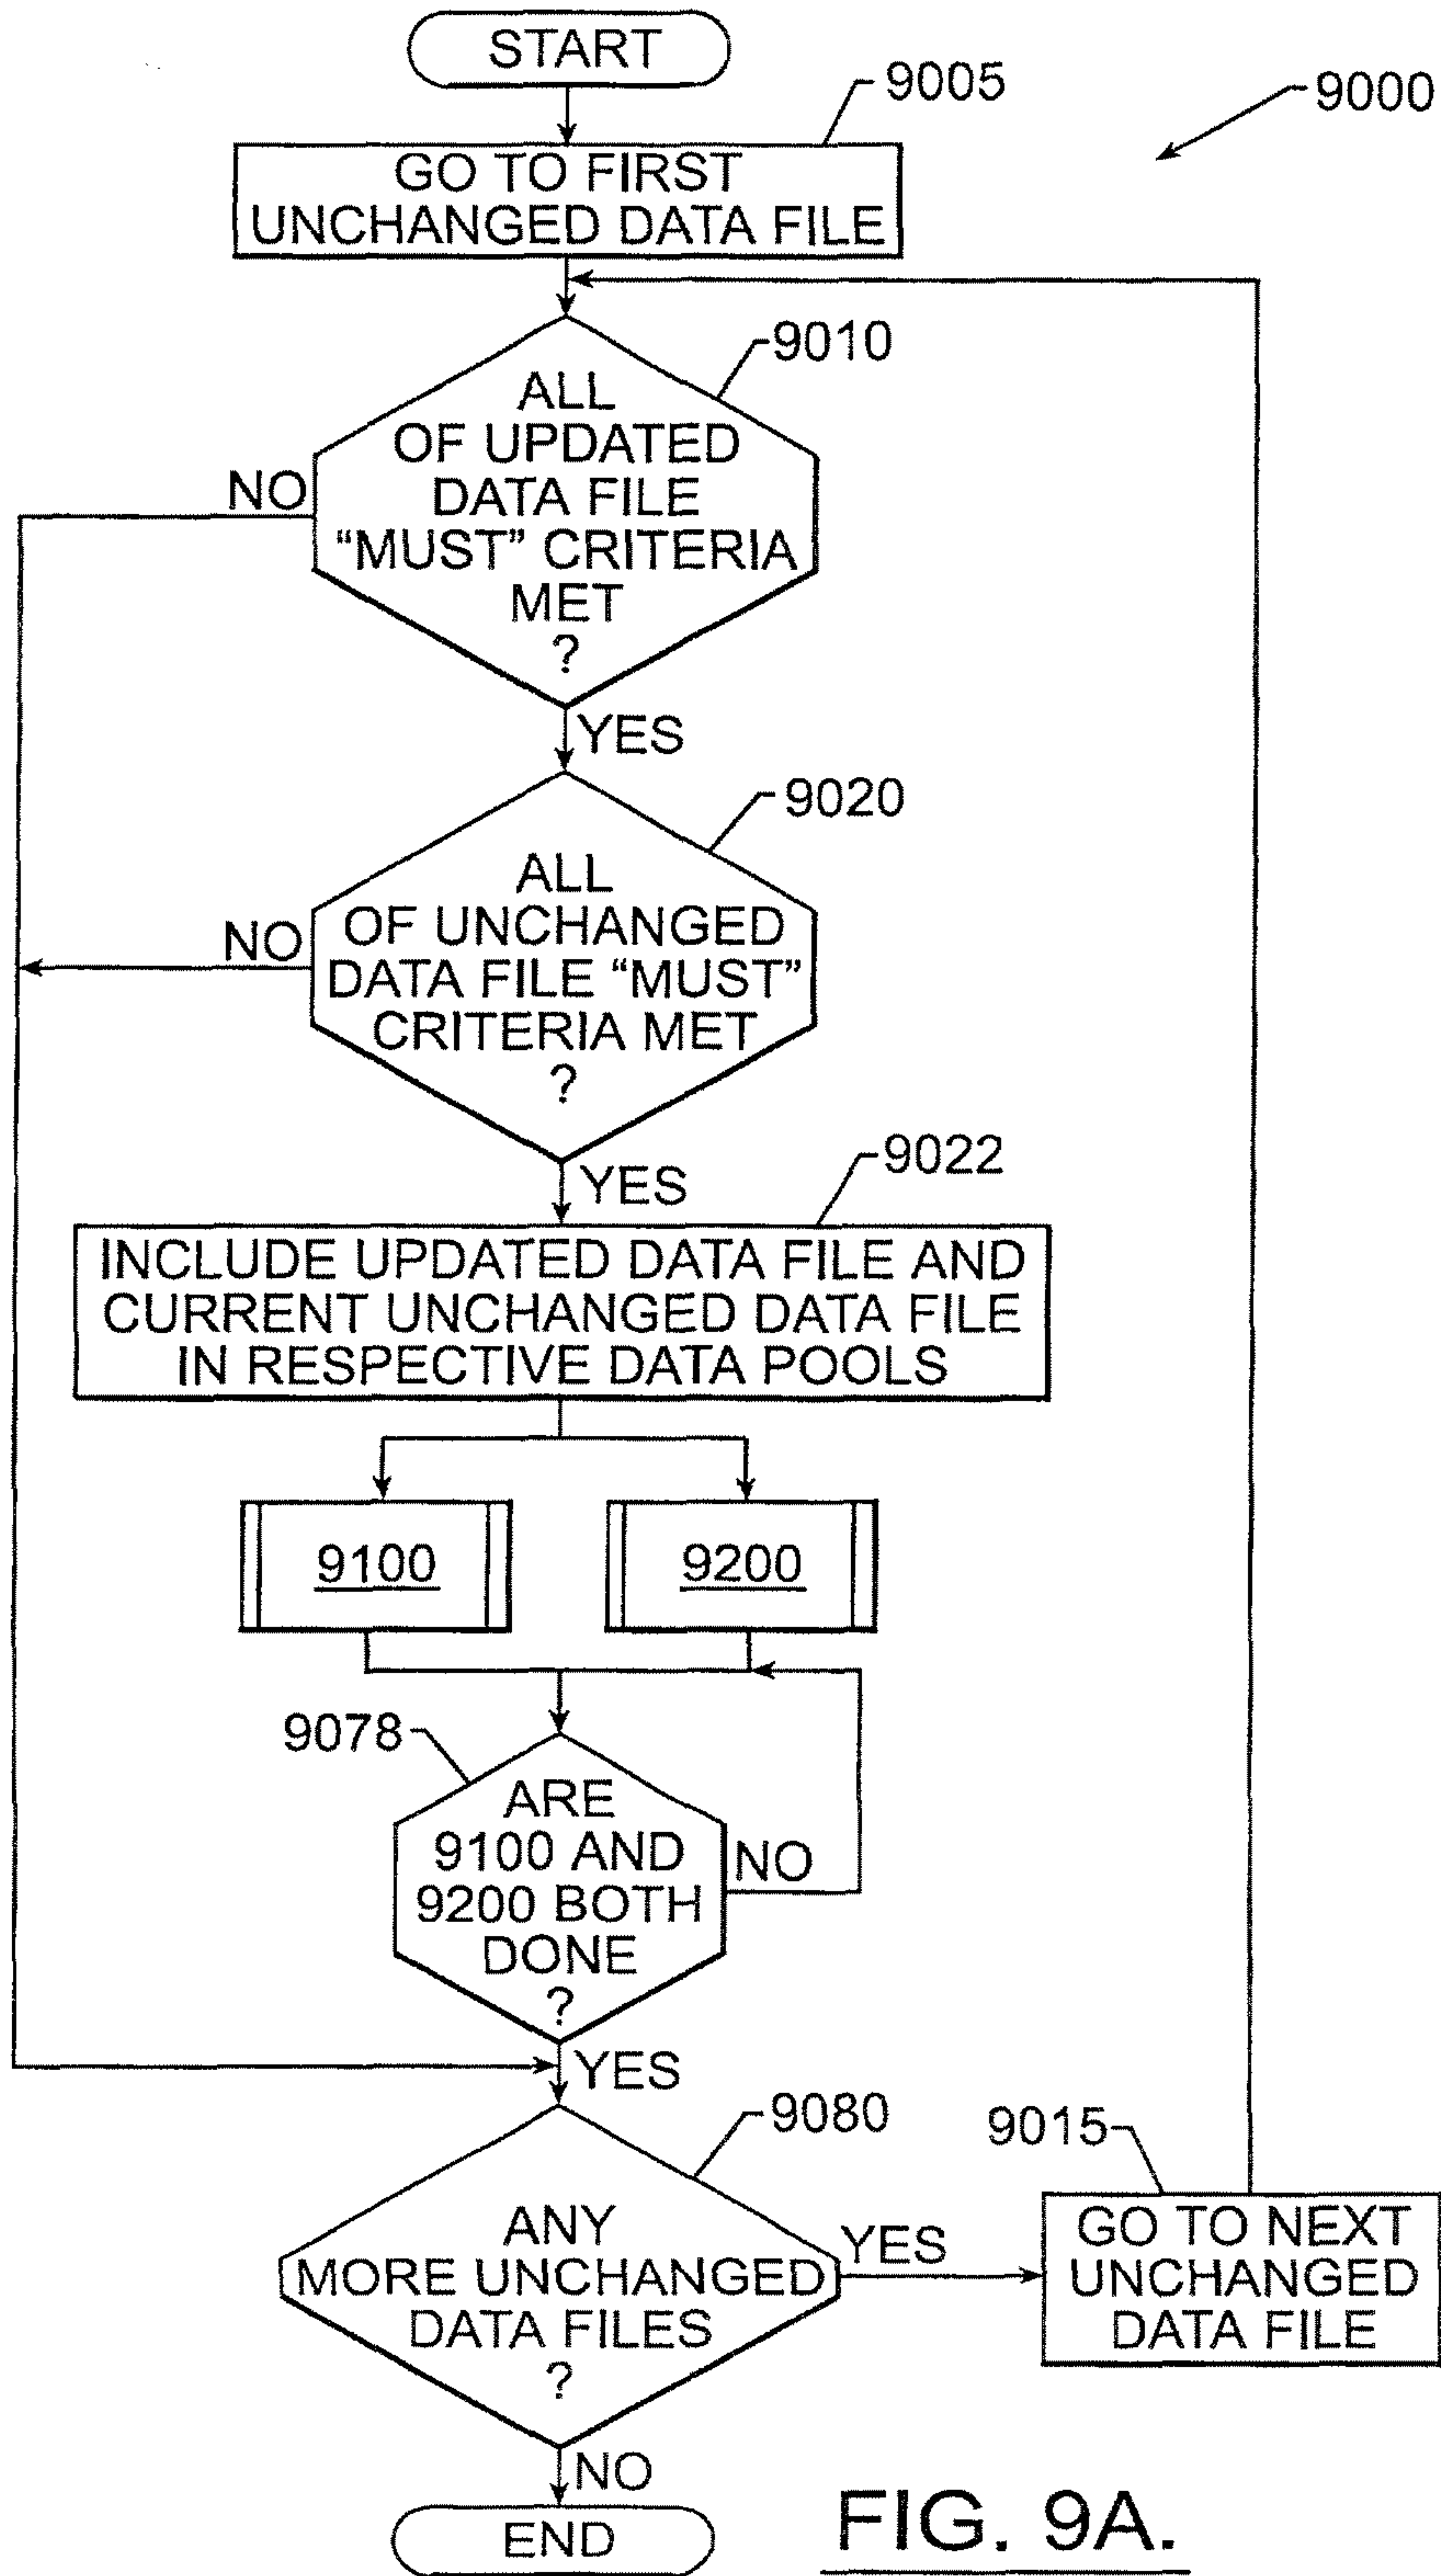 START
9005
9000
GO TO FIRST
UNCHANGED DATA FILE
9010
ALL
OF UPDATED
DATA FILE
“MUST” CRITERIA
MET
?
NO
YES
9020
ALL
OF UNCHANGED
DATA FILE “MUST”
CRITERIA MET
?
NO
YES
9022
INCLUDE UPDATED DATA FILE AND
CURRENT UNCHANGED DATA FILE
IN RESPECTIVE DATA POOLS
9100
9200
9078
ARE
9100 AND
9200 BOTH
DONE
?
NO
YES
9080
ANY
MORE UNCHANGED
DATA FILES
?
YES
9015
GO TO NEXT
UNCHANGED
DATA FILE
NO
END
FIG. 9A.